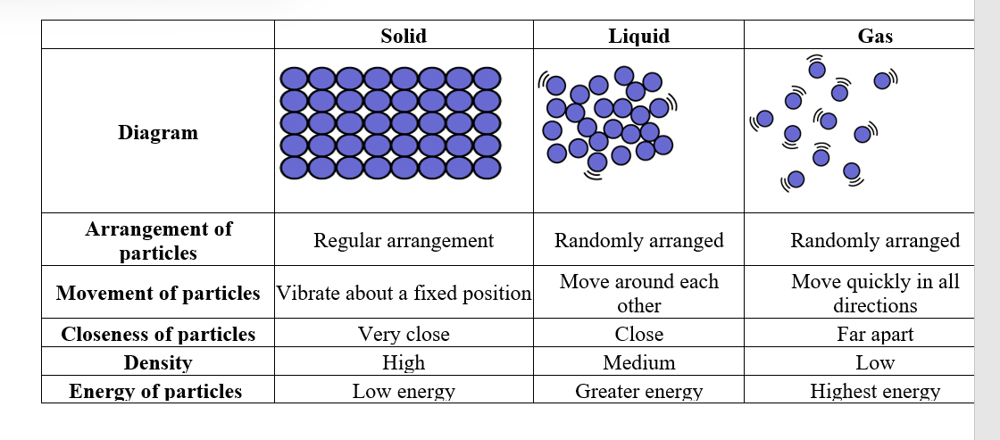 Solid Liquid Gas
Diagram
Arrangement of
particles
Regular arrangement Randomly arranged Randomly arranged
Movement of particles Vibrate about a fixed position Move around each
other Move quickly in all
directions
Closeness of particles Very close Close Far apart
Density High Medium Low
Energy of particles Low energy Greater energy Highest energy